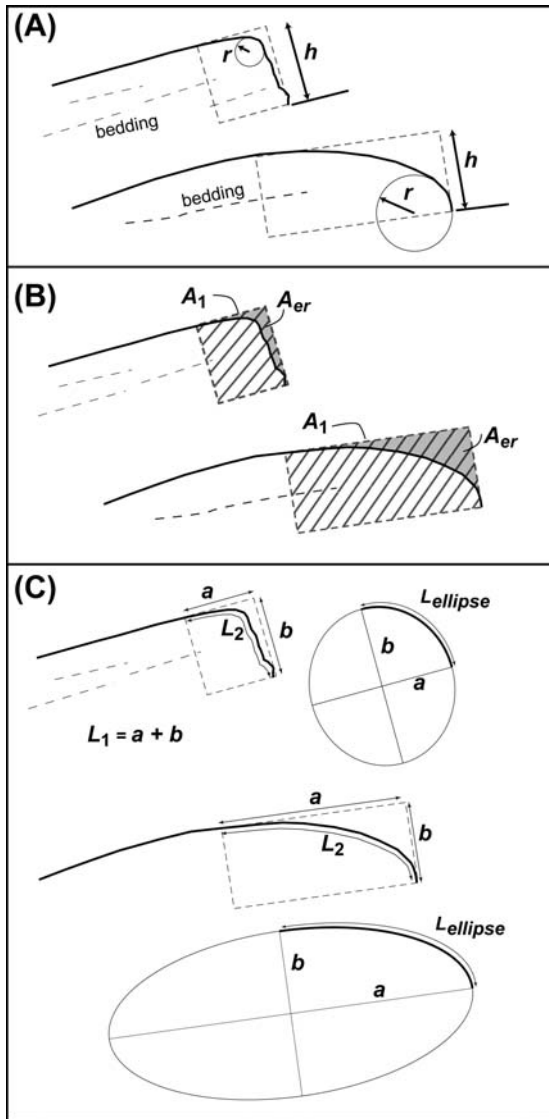 (A)
h
r
bedding
h
bedding
r
(B)
A1
Aer
A1
Aer
(C)
a
Lellipse
L2
b
b
a
L1 = a + b
a
b
L2
Lellipse
b
a